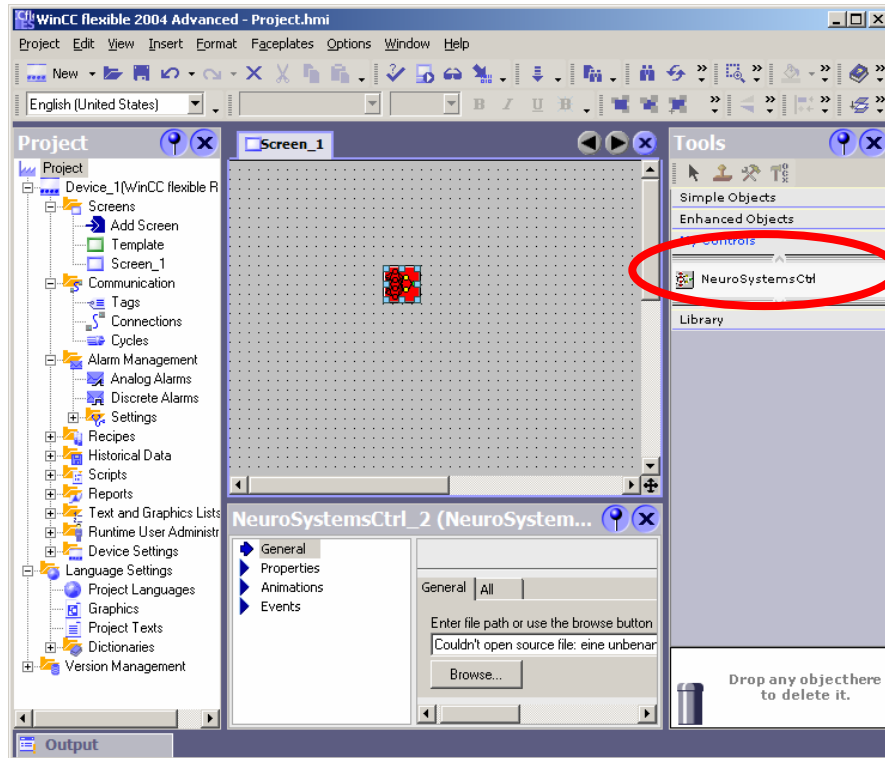 WinCC flexible 2004 Advanced - Project.hmi
Project Edit View Insert Format Faceplates Options Window Help
New
English (United States)
B I U
Project
Project
Device_1(WinCC flexible R
Screens
Add Screen
Template
Screen_1
Communication
Tags
Connections
Cycles
Alarm Management
Analog Alarms
Discrete Alarms
Settings
Recipes
Historical Data
Scripts
Reports
Text and Graphics Lists
Runtime User Administr
Device Settings
Language Settings
Project Languages
Graphics
Project Texts
Dictionaries
Version Management
Screen_1
NeuroSystemsCtrl_2 (NeuroSystem...
General
Properties
Animations
Events
General All
Enter file path or use the browse button
Couldn't open source file: eine unbenar
Browse...
Tools
Simple Objects
Enhanced Objects
My Controls
NeuroSystemsCtrl
Library
Drop any objecthere
to delete it.
Output